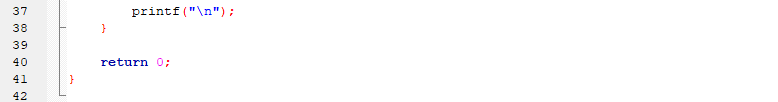 37 printf("\n");
38 }
39
40 return 0;
41 }
42